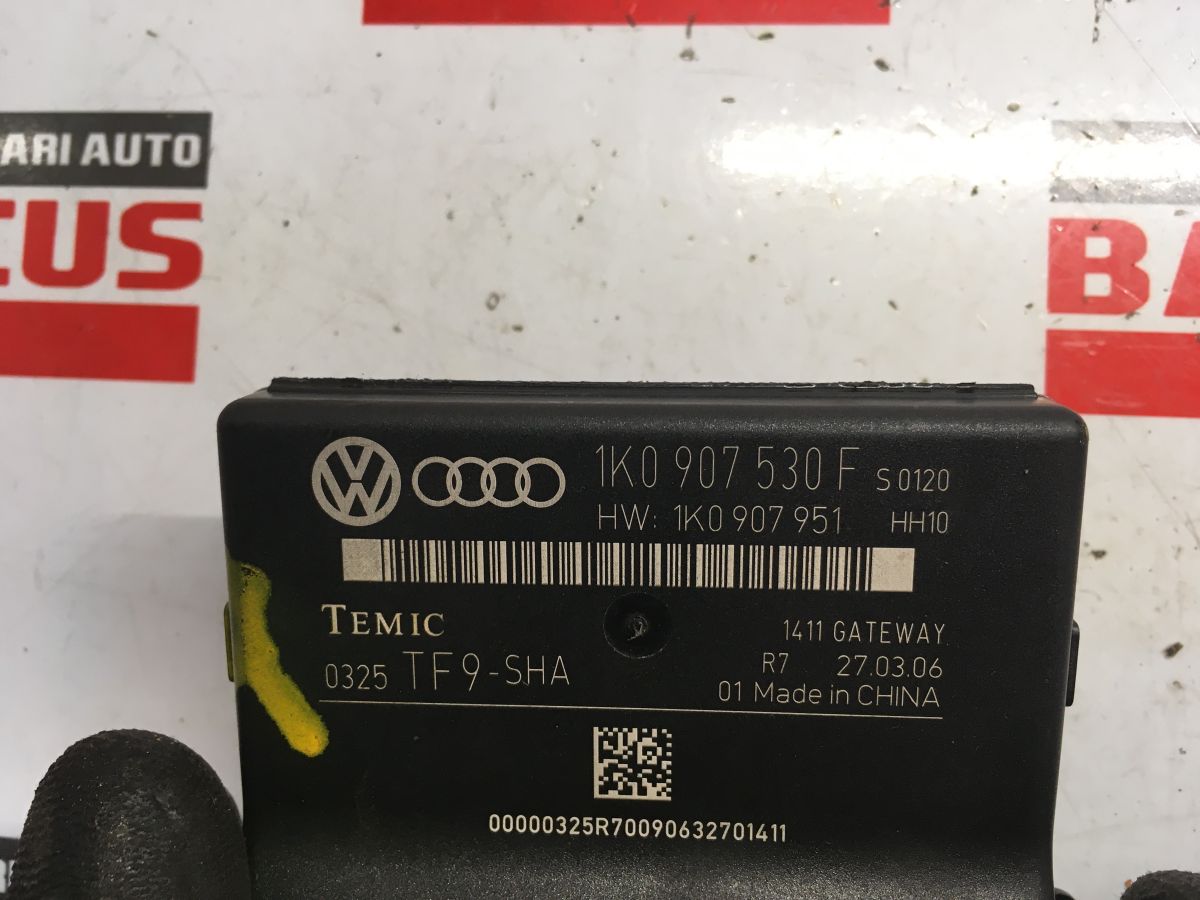 ARI AUTO
CUS
BA
1K0 907 530 F S 0120
HW: 1K0 907 951 HH10
TEMIC
1411 GATEWAY
0325 TF9-SHA
R7 27.03.06
01 Made in CHINA
00000325R70090632701411